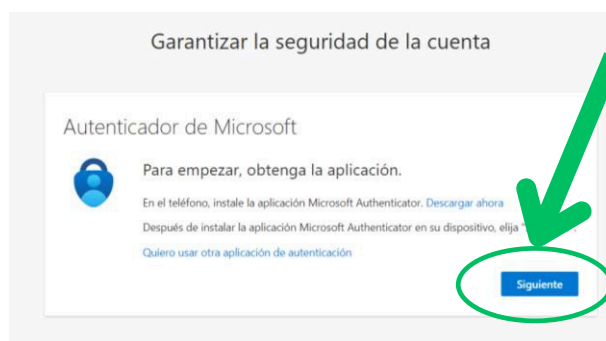 Garantizar la seguridad de la cuenta
Autenticador de Microsoft
Para empezar, obtenga la aplicación.
En el teléfono, instale la aplicación Microsoft Authenticator. Descargar ahora
Después de instalar la aplicación Microsoft Authenticator en su dispositivo, elija "
Quiero usar otra aplicación de autenticación
Siguiente